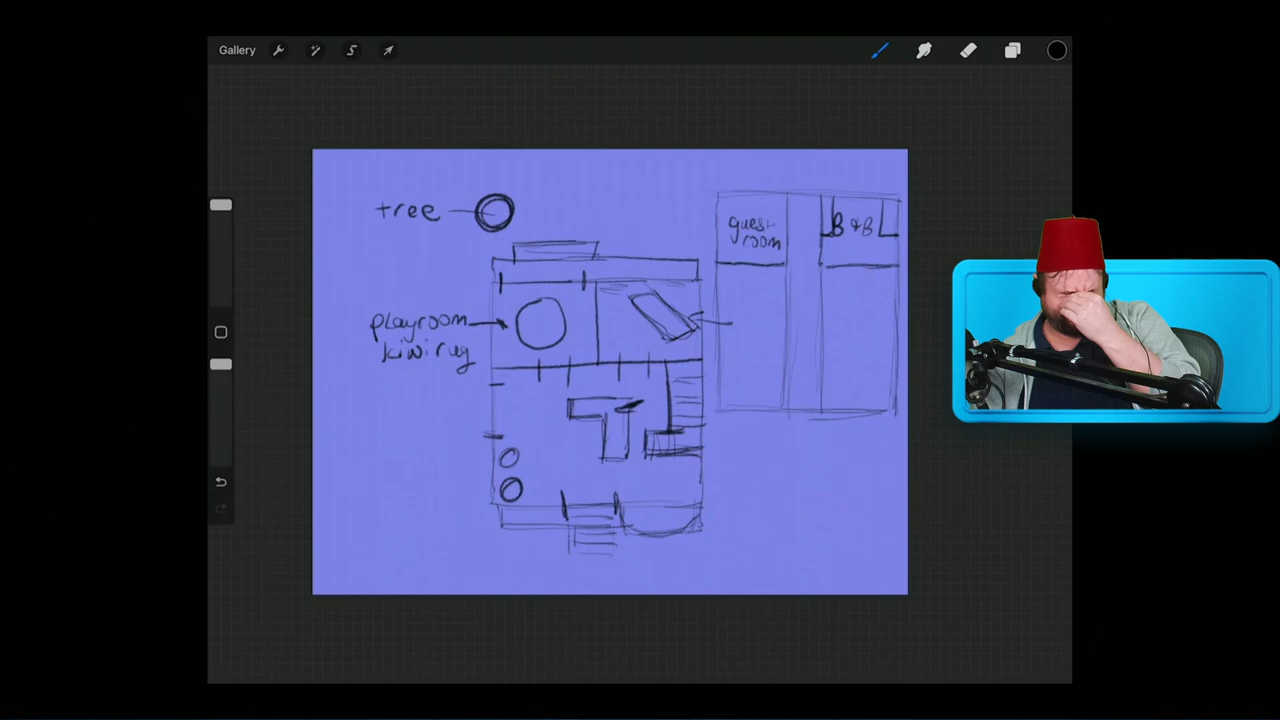 Gallery
tree
guest
room
B & B
playroom
kiwi rug